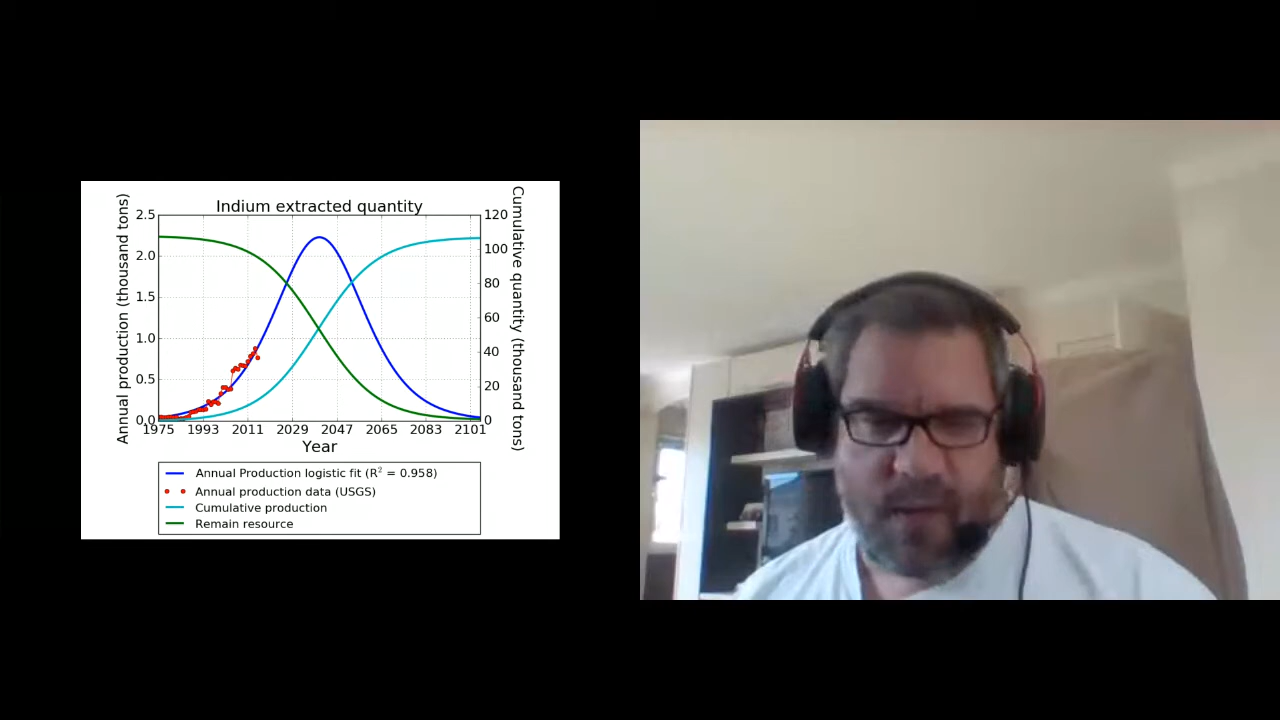 Indium extracted quantity
Annual production (thousand tons)
2.5
2.0
1.5
1.0
0.5
0.0
Cumulative quantity (thousand tons)
120
100
80
60
40
20
0
1975 1993 2011 2029 2047 2065 2083 2101
Year
Annual Production logistic fit (R² = 0.958)
Annual production data (USGS)
Cumulative production
Remain resource